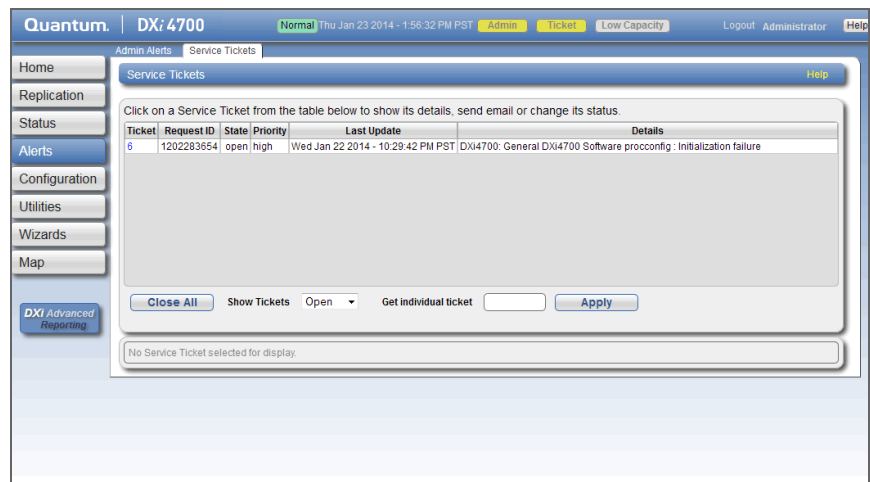 Quantum. DXi 4700 Normal Thu Jan 23 2014 - 1:56:32 PM PST Admin Ticket Low Capacity Logout Administrator Help
Admin Alerts Service Tickets
Home
Replication
Status
Alerts
Configuration
Utilities
Wizards
Map
DXi Advanced
Reporting
Service Tickets Help
Click on a Service Ticket from the table below to show its details, send email or change its status.
Ticket Request ID State Priority Last Update Details
6 1202283654 open high Wed Jan 22 2014 - 10:29:42 PM PST DXi4700: General DXi4700 Software procconfig : Initialization failure
Close All Show Tickets Open Get individual ticket Apply
No Service Ticket selected for display.